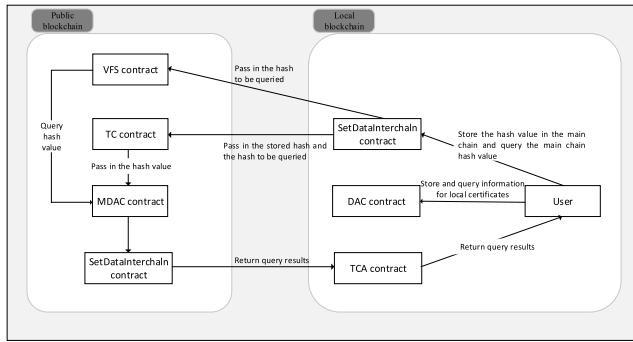 Public
blockchain
Local
blockchain
VFS contract
Pass in the hash
to be queried
Query
hash
value
TC contract
SetDataInterchaIn
contract
Store the hash value in the main
chain and query the main chain
hash value
Pass in the stored hash and
the hash to be queried
Pass in the hash value
Store and query information
for local certificates
MDAC contract
DAC contract
User
SetDataInterchaIn
contract
Return query results
TCA contract
Return query results